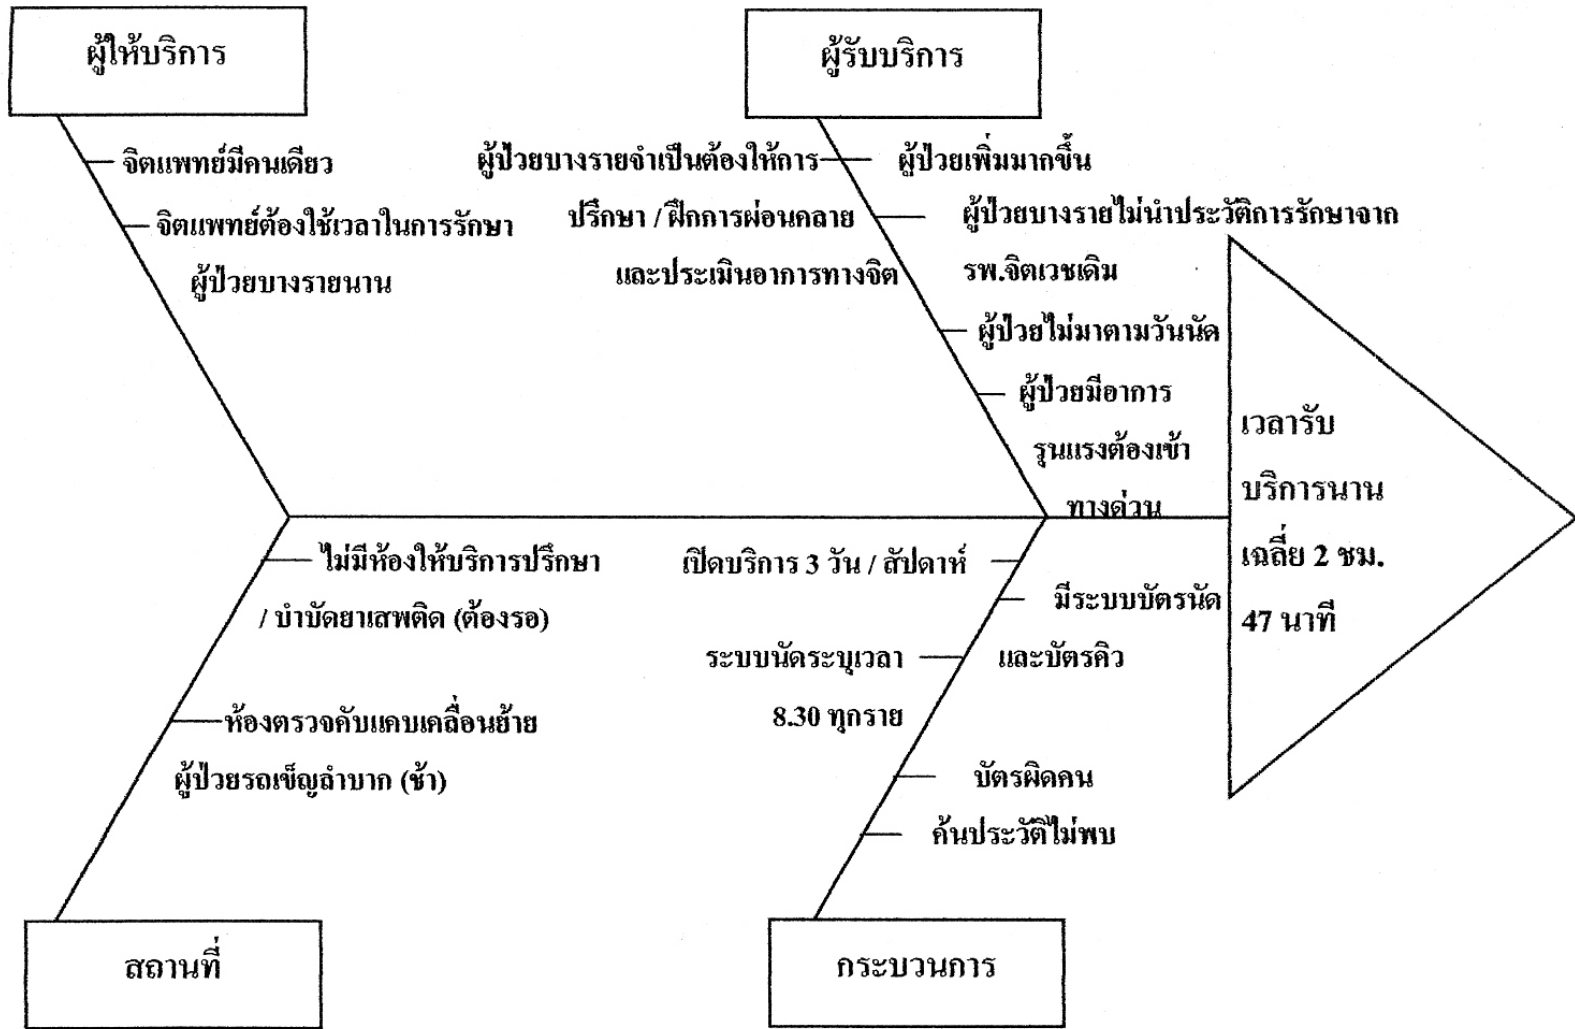 ผู้ให้บริการ
จิตแพทย์มีคนเดียว
จิตแพทย์ต้องใช้เวลาในการรักษา
ผู้ป่วยบางรายนาน
ผู้รับบริการ
ผู้ป่วยบางรายจำเป็นต้องให้การ
ปรึกษา / ฝึกการผ่อนคลาย
และประเมินอาการทางจิต
ผู้ป่วยเพิ่มมากขึ้น
ผู้ป่วยบางรายไม่นำประวัติการรักษาจาก
รพ.จิตเวชเดิม
ผู้ป่วยไม่มาตามวันนัด
ผู้ป่วยมีอาการ
รุนแรงต้องเข้า
ทางด่วน
เวลารับ
บริการนาน
เฉลี่ย 2 ชม.
47 นาที
ไม่มีห้องให้บริการปรึกษา
/ บำบัดยาเสพติด (ต้องรอ)
ห้องตรวจคับแคบเคลื่อนย้าย
ผู้ป่วยรถเข็ญลำบาก (ช้า)
สถานที่
เปิดบริการ 3 วัน / สัปดาห์
มีระบบบัตรนัด
และบัตรคิว
ระบบนัดระบุเวลา
8.30 ทุกราย
บัตรผิดคน
ค้นประวัติไม่พบ
กระบวนการ